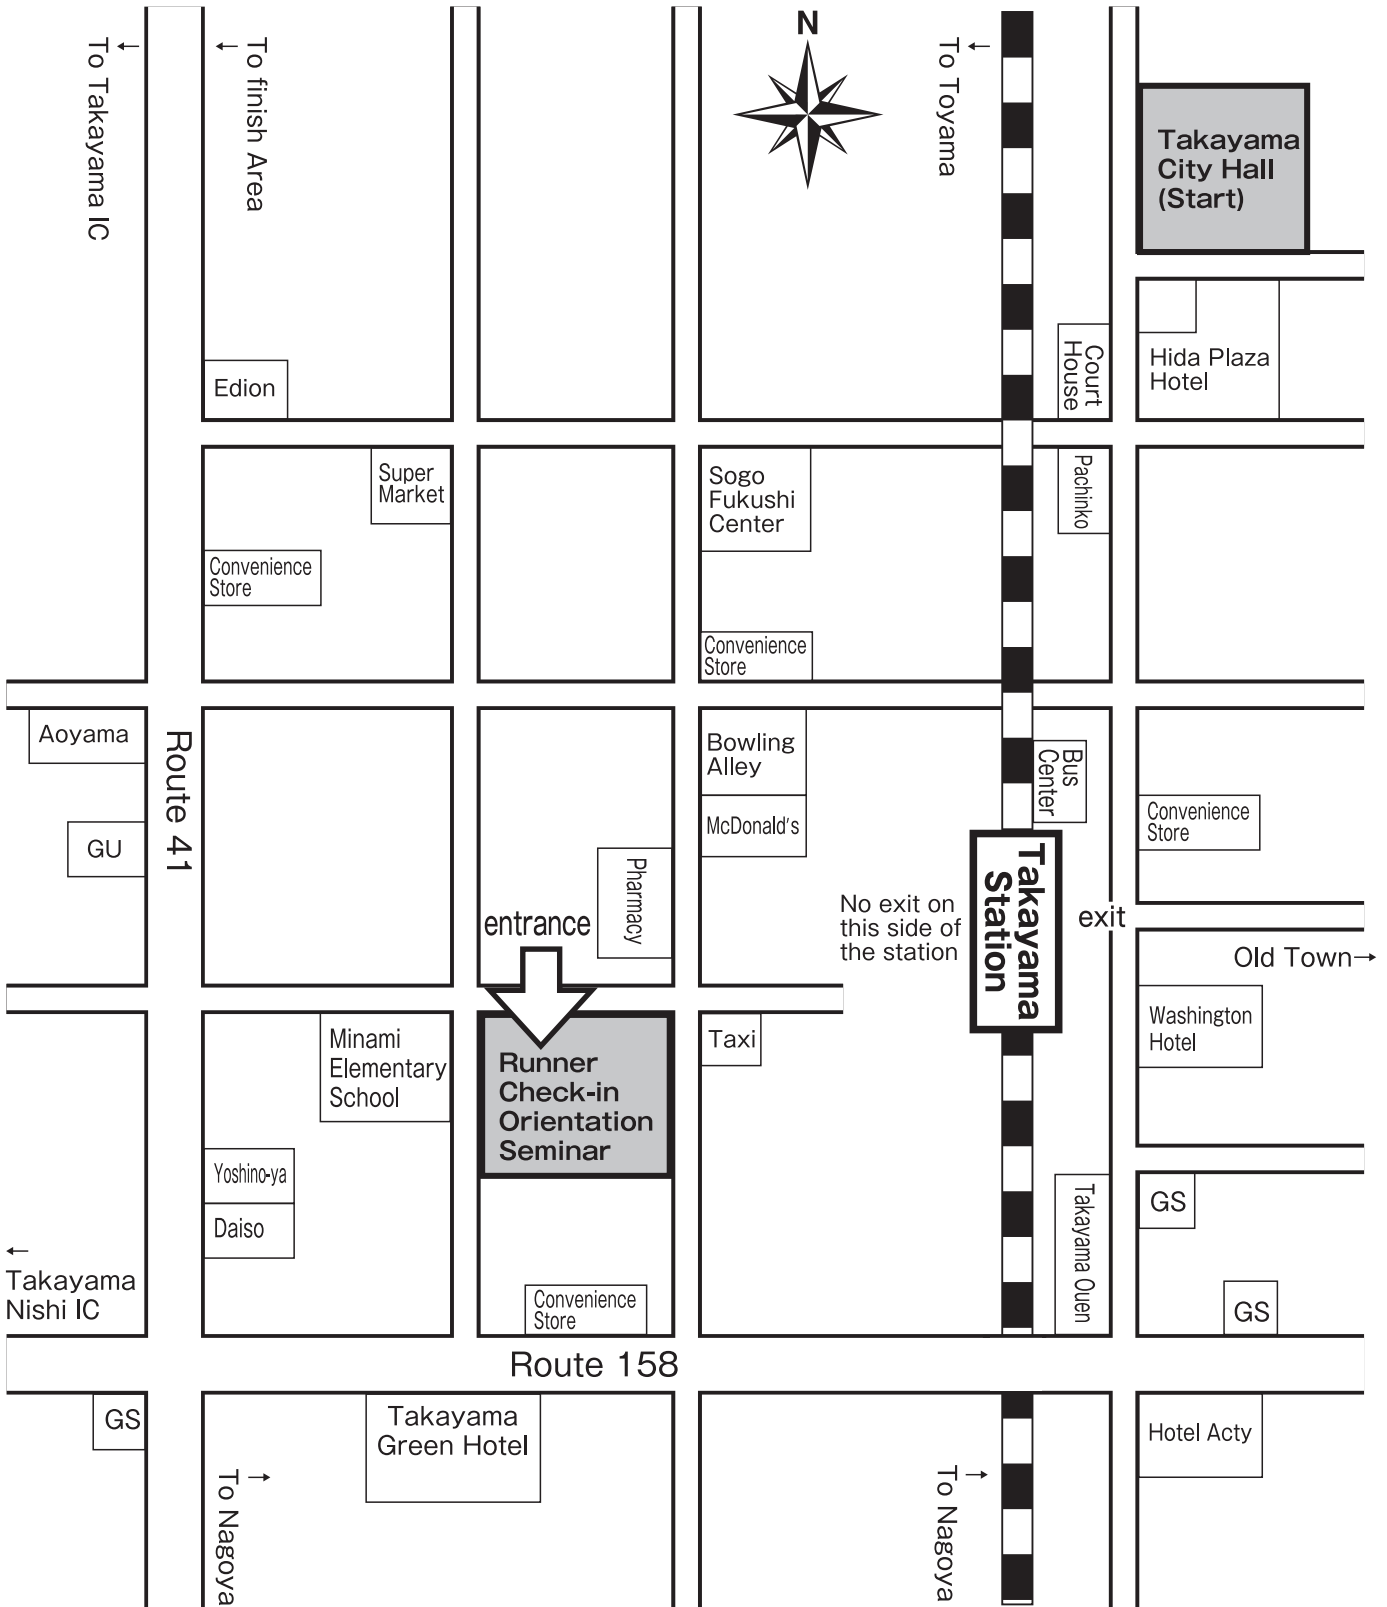 N
← To Takayama IC
← To finish Area
← To Toyama
Takayama
City Hall
(Start)
Court
House
Hida Plaza
Hotel
Edion
Super
Market
Sogo
Fukushi
Center
Pachinko
Convenience
Store
Convenience
Store
Aoyama
Route 41
Bowling
Alley
Bus
Center
Convenience
Store
McDonald's
GU
Pharmacy
Takayama
Station
entrance
No exit on
this side of
the station
exit
Old Town→
Washington
Hotel
Minami
Elementary
School
Runner
Check-in
Orientation
Seminar
Taxi
Yoshino-ya
Daiso
Takayama Ouen
GS
←
Takayama
Nishi IC
Convenience
Store
GS
Route 158
GS
Takayama
Green Hotel
Hotel Acty
To Nagoya →
To Nagoya →